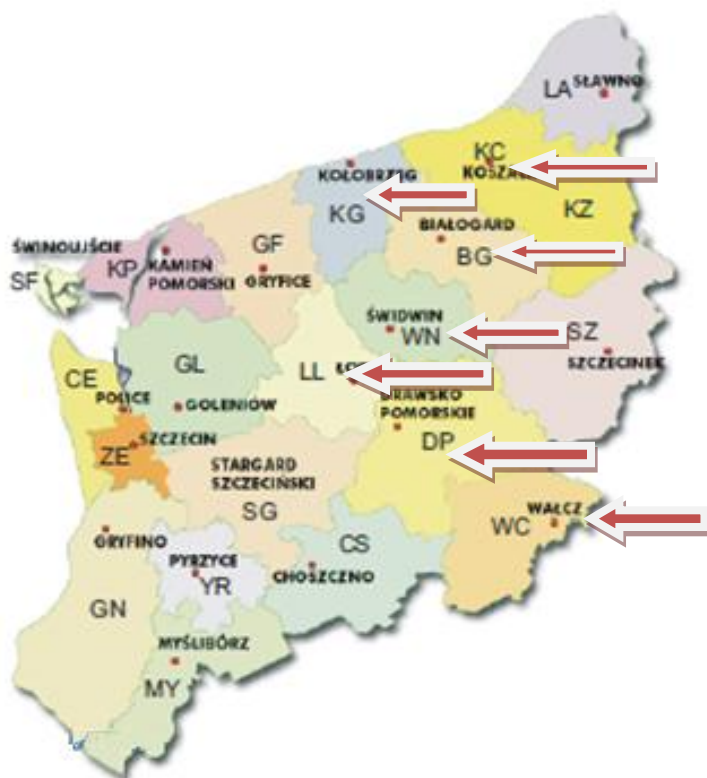 LA SŁAWNO
KC
KOŁOBRZEG
KG
KZ
BIAŁOGARD
BG
ŚWINOUJŚCIE
SF
KP
KAMIEŃ
POMORSKI
GF
GRYFICE
ŚWIDWIN
WN
SZ
SZCZECINEK
CE
POLICE
GL
GOLENIÓW
LL
POMORSKIE
DP
ZE
SZCZECIN
STARGARD
SZCZECIŃSKI
SG
WAŁCZ
WC
GRYFINO
GN
PYRZYCE
YR
CS
CHOSZCZNO
MYŚLIBÓRZ
MY